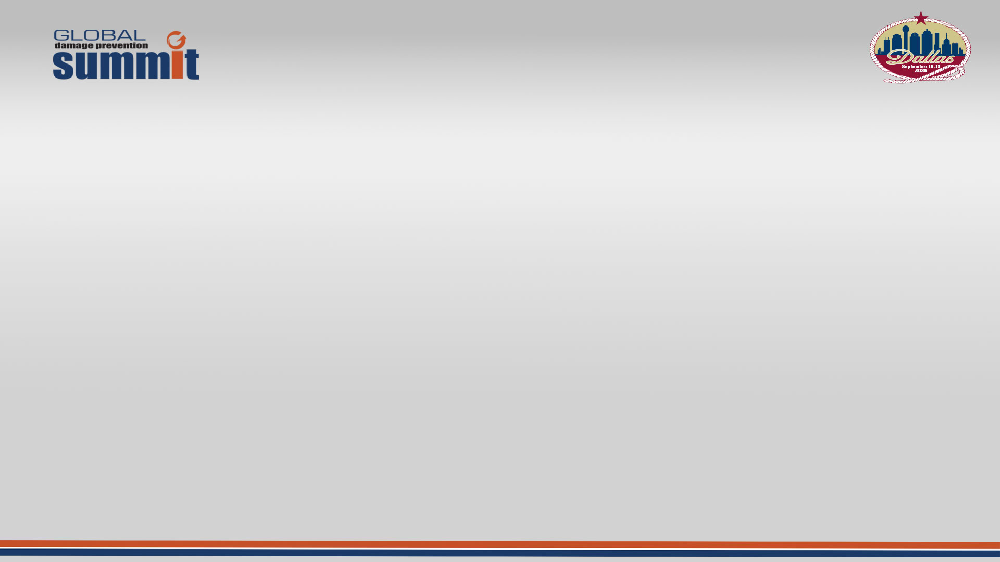 GLOBAL
damage prevention
summit
Dallas
September 16-18
2025